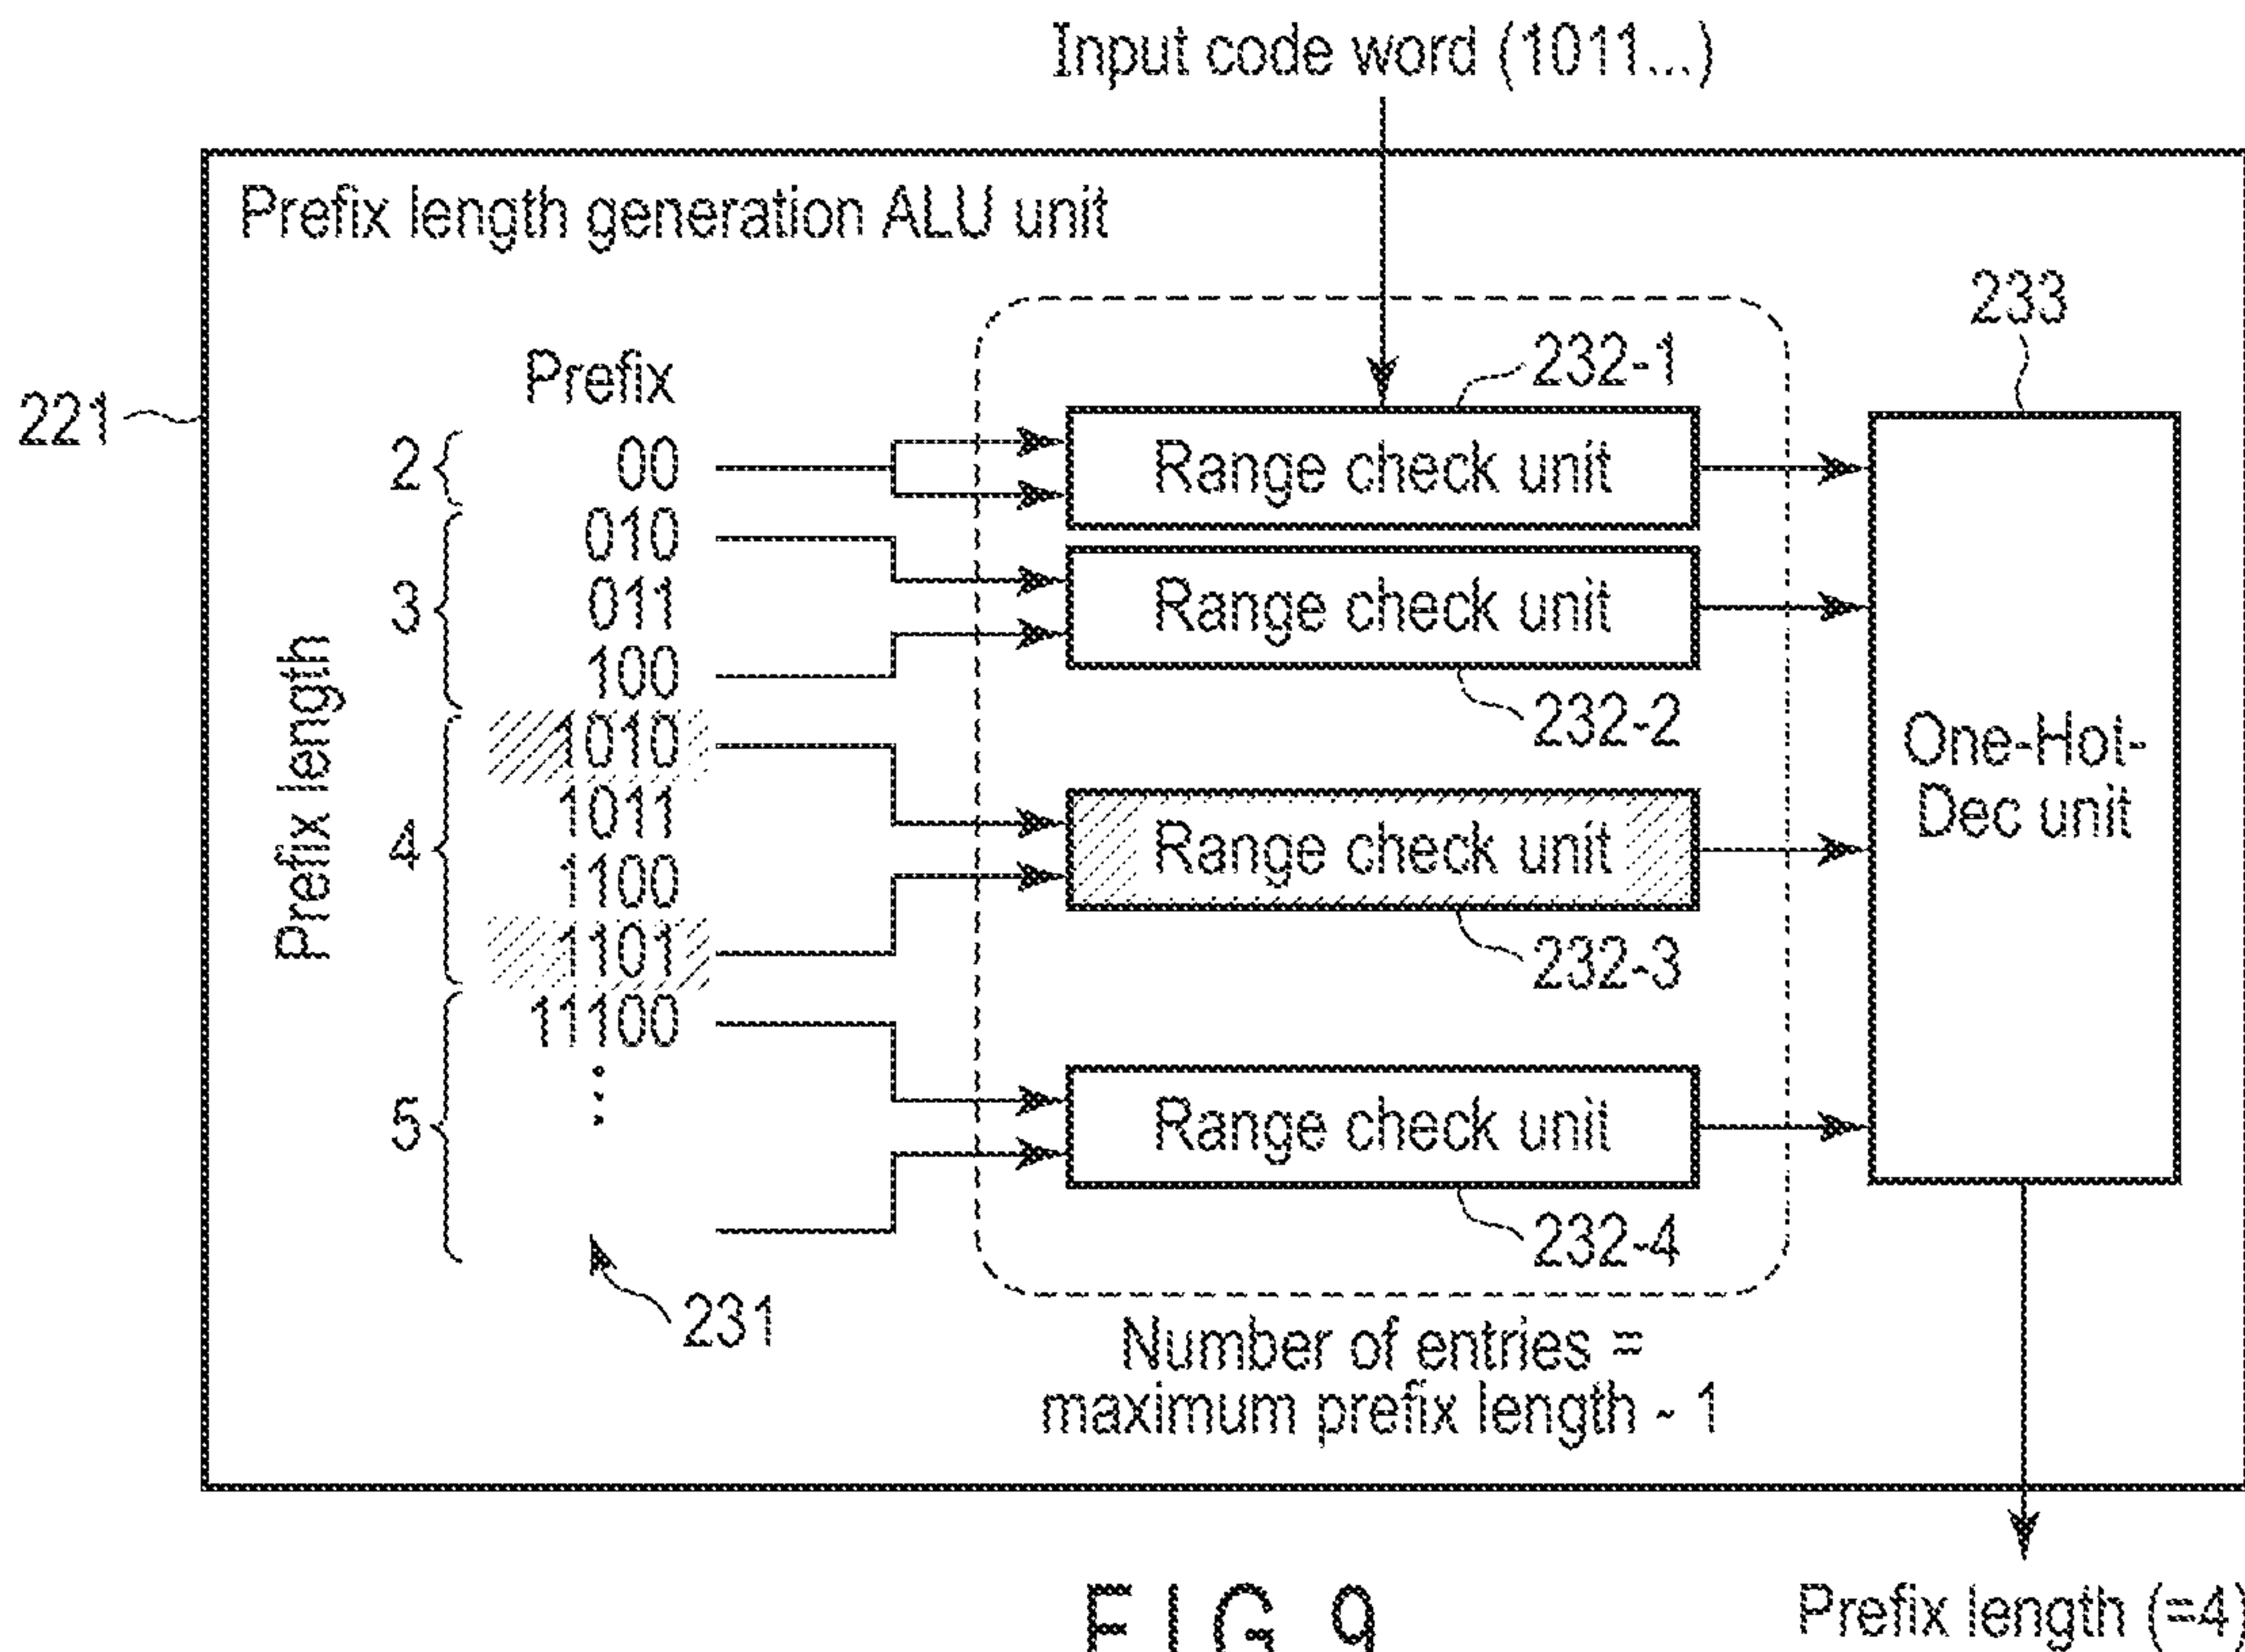 Input code word (1011...)
Prefix length generation ALU unit
221
Prefix
Prefix length
2
00
3
010
011
100
4
1010
1011
1100
1101
5
11100
231
232-1
Range check unit
Range check unit
232-2
Range check unit
232-3
Range check unit
232-4
Number of entries =
maximum prefix length - 1
233
One-Hot-
Dec unit
Prefix length (=4)
FIG. 9